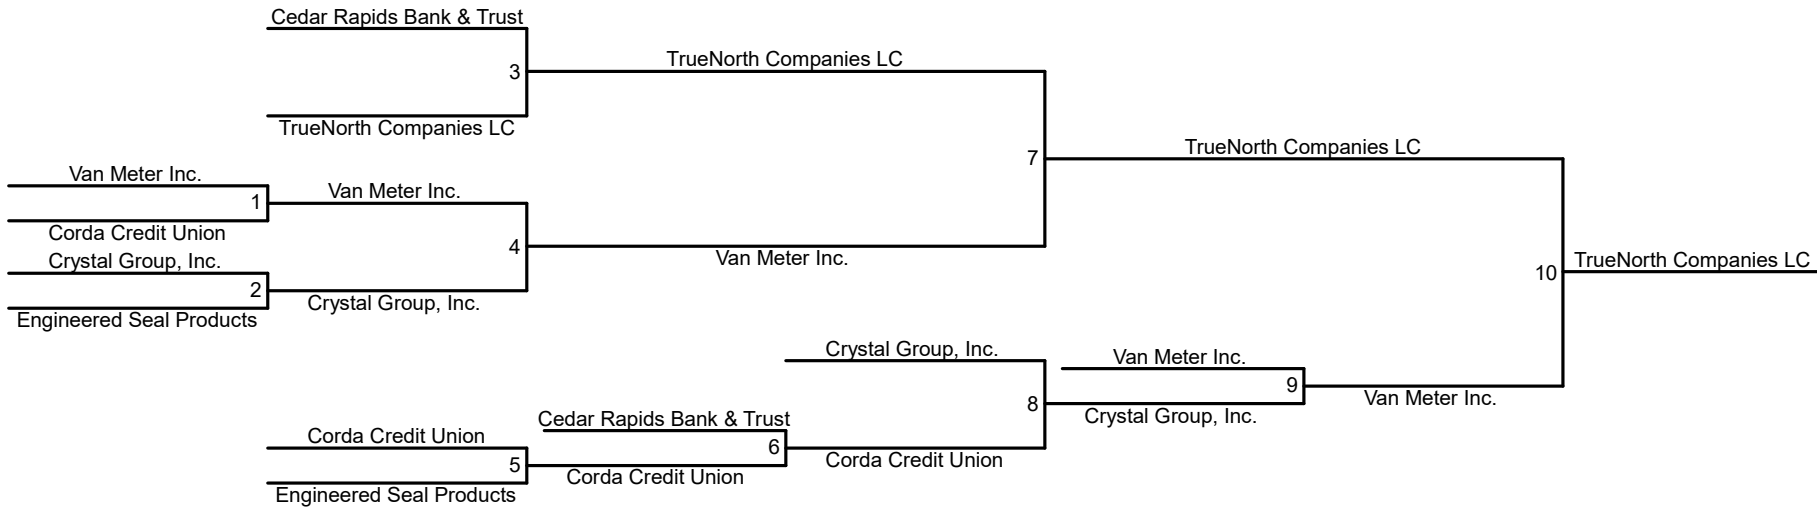 Cedar Rapids Bank & Trust
3
TrueNorth Companies LC
TrueNorth Companies LC
Van Meter Inc.
1
Corda Credit Union
Crystal Group, Inc.
2
Engineered Seal Products
Van Meter Inc.
4
Crystal Group, Inc.
Van Meter Inc.
7
TrueNorth Companies LC
10
TrueNorth Companies LC
Crystal Group, Inc.
8
Corda Credit Union
5
Engineered Seal Products
Cedar Rapids Bank & Trust
6
Corda Credit Union
Corda Credit Union
Van Meter Inc.
9
Crystal Group, Inc.
Van Meter Inc.